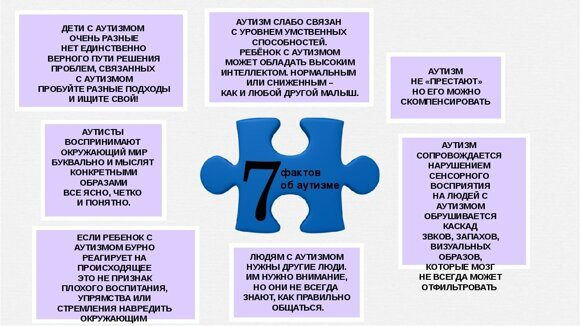 ДЕТИ С АУТИЗМОМ
ОЧЕНЬ РАЗНЫЕ
НЕТ ЕДИНСТВЕННО
ВЕРНОГО ПУТИ РЕШЕНИЯ
ПРОБЛЕМ, СВЯЗАННЫХ
С АУТИЗМОМ
ПРОБУЙТЕ РАЗНЫЕ ПОДХОДЫ
И ИЩИТЕ СВОЙ!
АУТИЗМ СЛАБО СВЯЗАН
С УРОВНЕМ УМСТВЕННЫХ
СПОСОБНОСТЕЙ.
РЕБЁНОК С АУТИЗМОМ
МОЖЕТ ОБЛАДАТЬ ВЫСОКИМ
ИНТЕЛЛЕКТОМ. НОРМАЛЬНЫМ
ИЛИ СНИЖЕННЫМ –
КАК И ЛЮБОЙ ДРУГОЙ МАЛЫШ.
АУТИЗМ
НЕ «ПРЕСТАЮТ»
НО ЕГО МОЖНО
СКОМПЕНСИРОВАТЬ
АУТИСТЫ
ВОСПРИНИМАЮТ
ОКРУЖАЮЩИЙ МИР
БУКВАЛЬНО И МЫСЛЯТ
КОНКРЕТНЫМИ
ОБРАЗАМИ
ВСЕ ЯСНО, ЧЕТКО
И ПОНЯТНО.
7 фактов
об аутизме
АУТИЗМ
СОПРОВОЖДАЕТСЯ
НАРУШЕНИЕМ
СЕНСОРНОГО
ВОСПРИЯТИЯ
НА ЛЮДЕЙ С
АУТИЗМОМ
ОБРУШИВАЕТСЯ
КАСКАД
ЗВКОВ, ЗАПАХОВ,
ВИЗУАЛЬНЫХ
ОБРАЗОВ,
КОТОРЫЕ МОЗГ
НЕ ВСЕГДА МОЖЕТ
ОТФИЛЬТРОВАТЬ
ЕСЛИ РЕБЕНОК С
АУТИЗМОМ БУРНО
РЕАГИРУЕТ НА
ПРОИСХОДЯЩЕЕ
ЭТО НЕ ПРИЗНАК
ПЛОХОГО ВОСПИТАНИЯ,
УПРЯМСТВА ИЛИ
СТРЕМЛЕНИЯ НАВРЕДИТЬ
ОКРУЖАЮЩИМ
ЛЮДЯМ С АУТИЗМОМ
НУЖНЫ ДРУГИЕ ЛЮДИ.
ИМ НУЖНО ВНИМАНИЕ,
НО ОНИ НЕ ВСЕГДА
ЗНАЮТ, КАК ПРАВИЛЬНО
ОБЩАТЬСЯ.